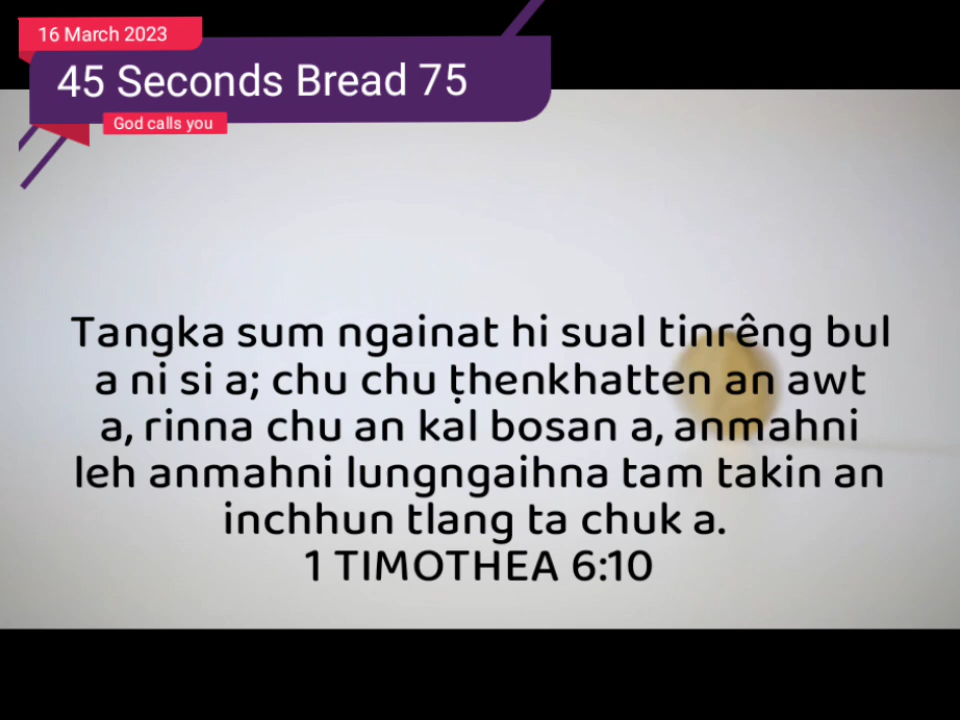 16 March 2023
45 Seconds Bread 75
God calls you
Tangka sum ngainat hi sual tinrêng bul
a ni si a; chu chu ṭhenkhatten an awt
a, rinna chu an kal bosan a, anmahni
leh anmahni lungngaihna tam takin an
inchhun tlang ta chuk a.
1 TIMOTHEA 6:10